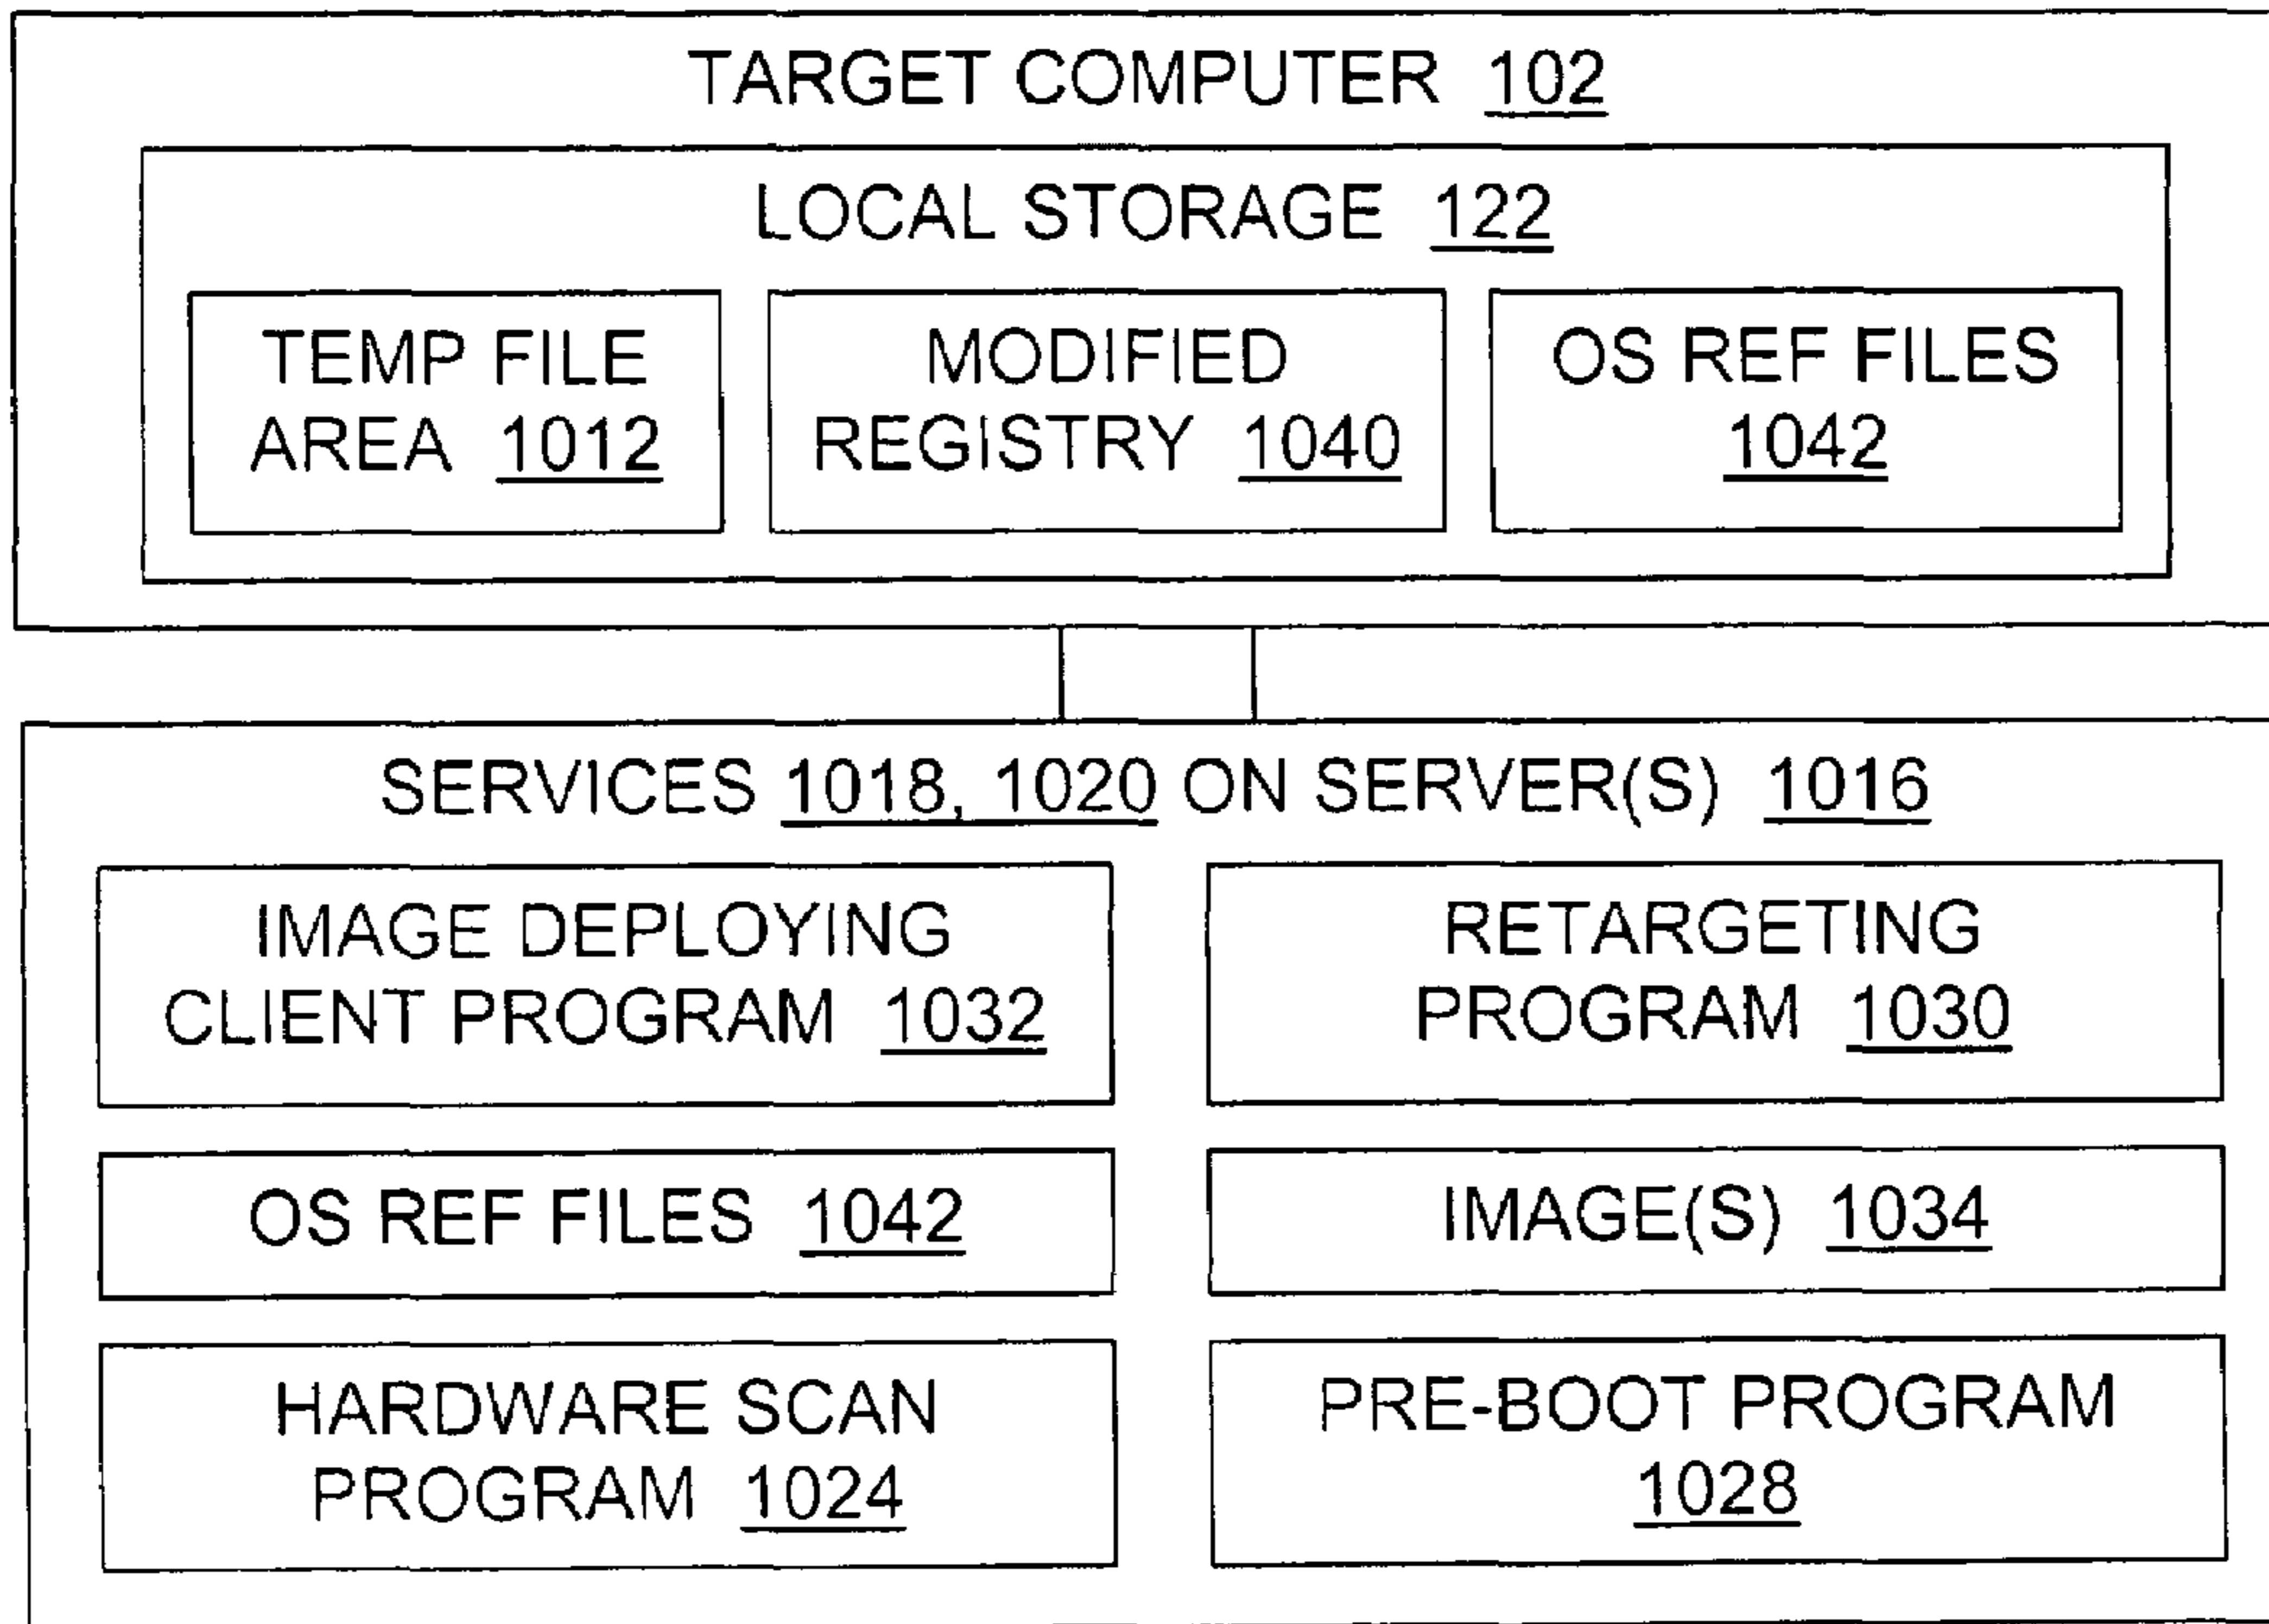 TARGET COMPUTER 102
LOCAL STORAGE 122
TEMP FILE
AREA 1012
MODIFIED
REGISTRY 1040
OS REF FILES
1042
SERVICES 1018, 1020 ON SERVER(S) 1016
IMAGE DEPLOYING
CLIENT PROGRAM 1032
RETARGETING
PROGRAM 1030
OS REF FILES 1042
IMAGE(S) 1034
HARDWARE SCAN
PROGRAM 1024
PRE-BOOT PROGRAM
1028